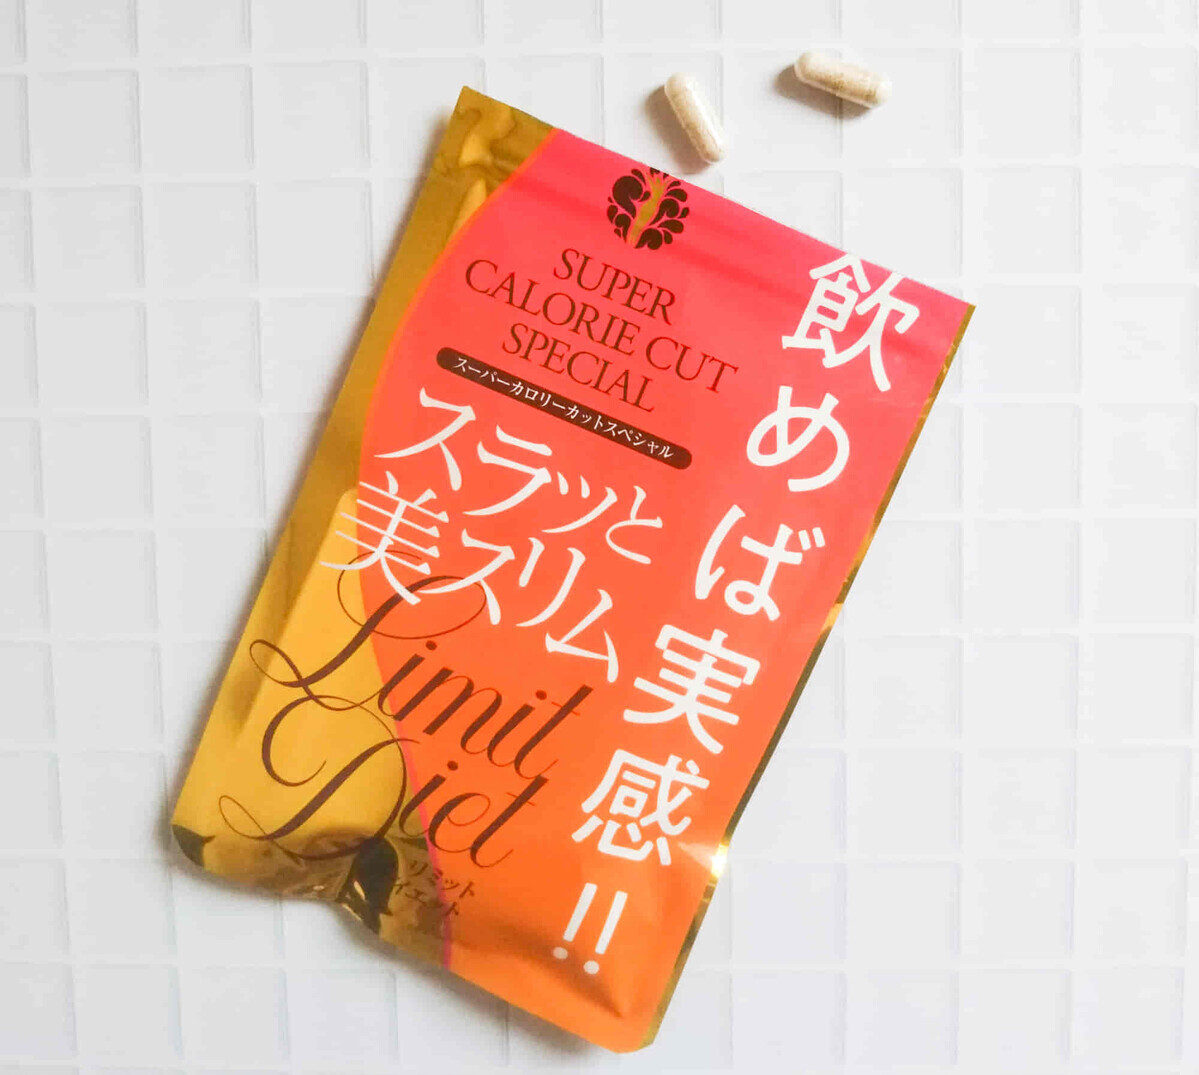 飲めば実感!!
SUPER
CALORIE CUT
SPECIAL
スーパーカロリーカットスペシャル
スラッと
美スリム
Limit
Diet
リミット
イエット